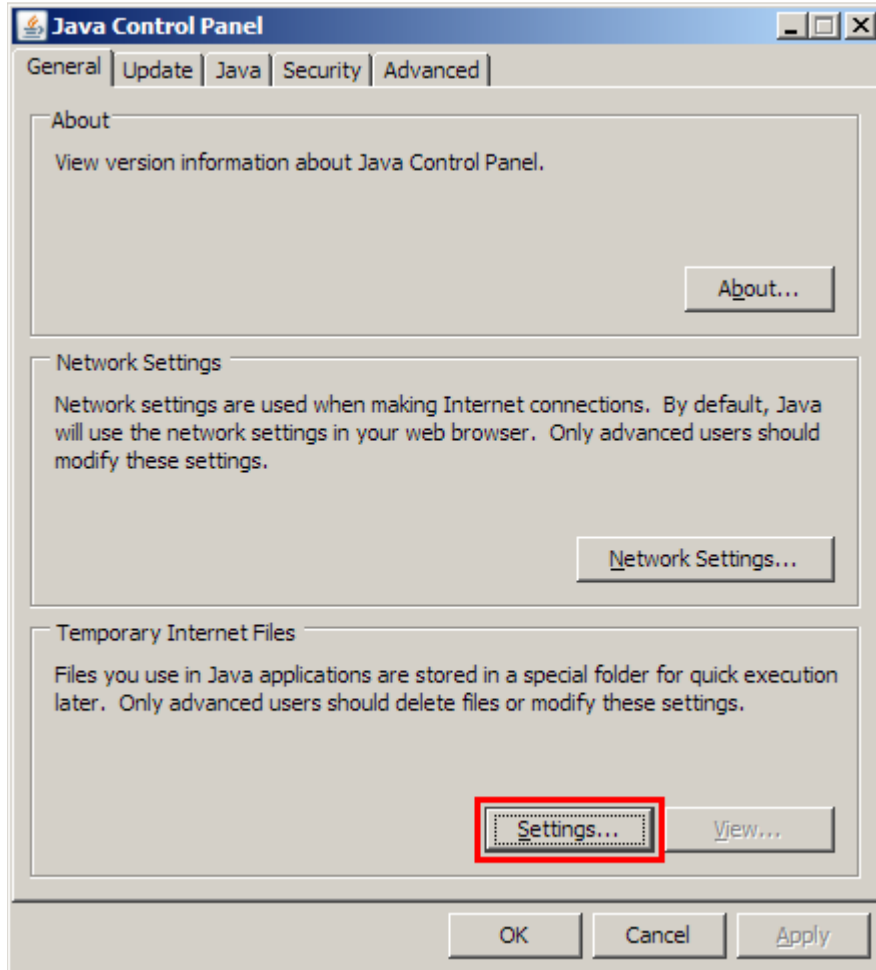 Java Control Panel
General Update Java Security Advanced
About
View version information about Java Control Panel.
About...
Network Settings
Network settings are used when making Internet connections.  By default, Java
will use the network settings in your web browser.  Only advanced users should
modify these settings.
Network Settings...
Temporary Internet Files
Files you use in Java applications are stored in a special folder for quick execution
later.  Only advanced users should delete files or modify these settings.
Settings... View...
OK Cancel Apply